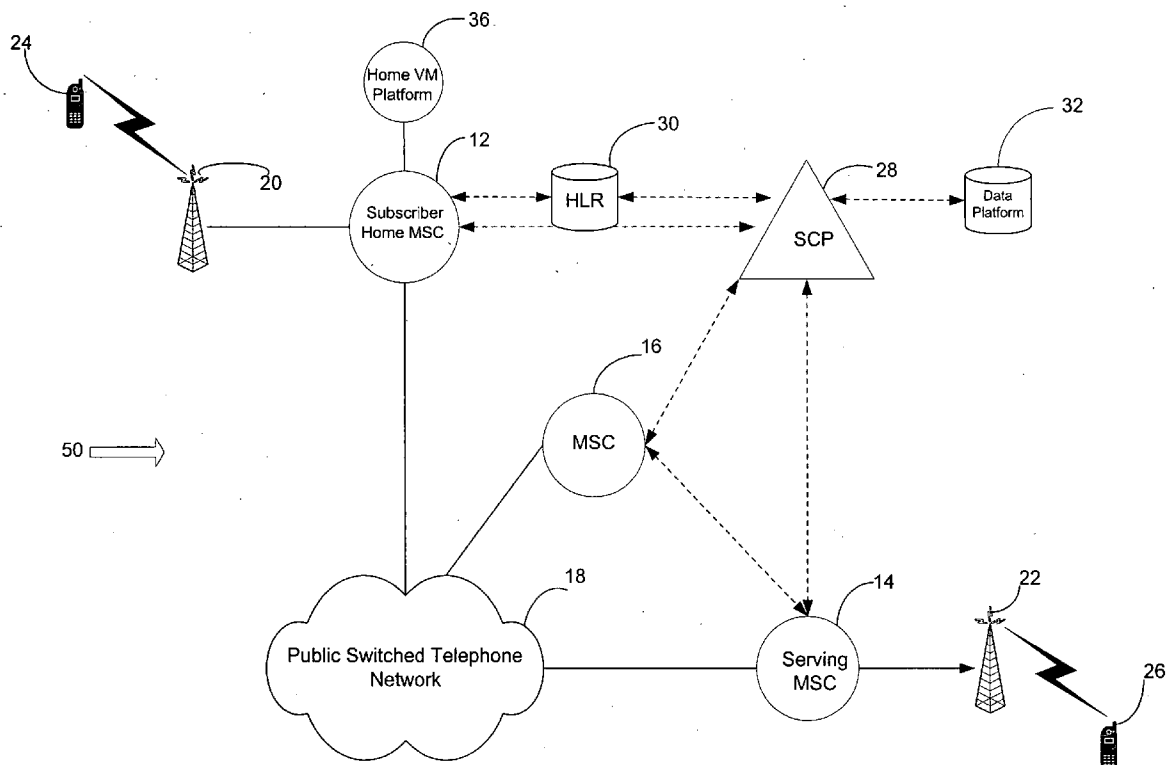 36
24
Home VM
Platform
12
30
32
20
28
HLR
Data
Platform
Subscriber
Home MSC
SCP
16
MSC
50
18
14
22
Public Switched Telephone
Network
Serving
MSC
26